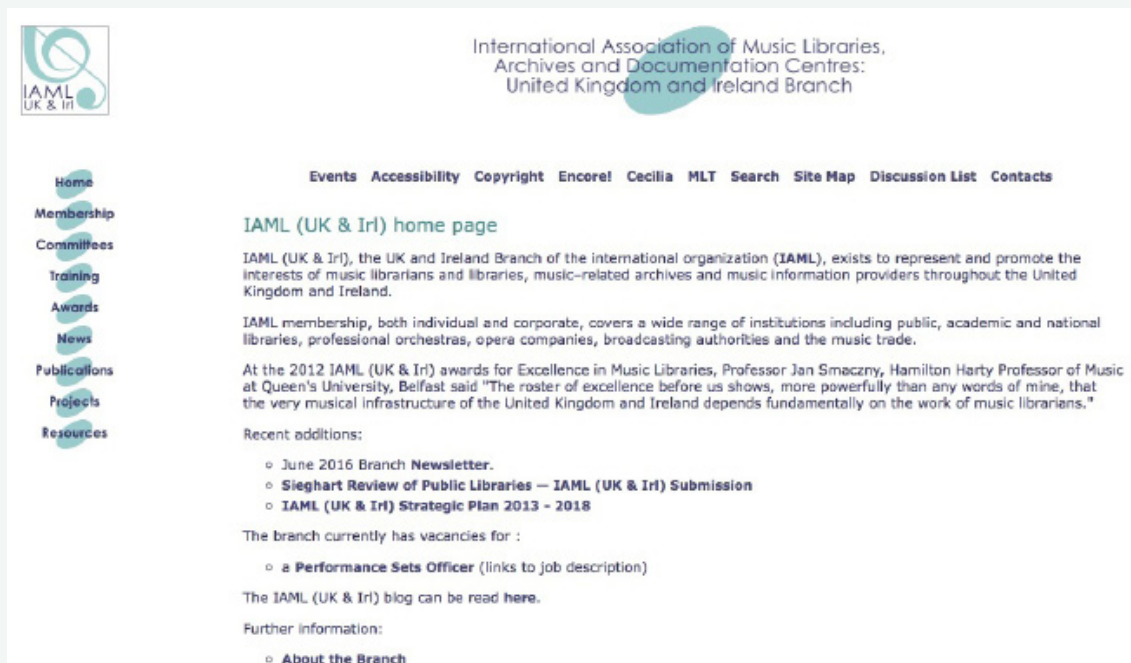 IAML
UK & Irl
International Association of Music Libraries,
Archives and Documentation Centres:
United Kingdom and Ireland Branch
Home
Membership
Committees
Training
Awards
News
Publications
Projects
Resources
Events Accessibility Copyright Encore! Cecilia MLT Search Site Map Discussion List Contacts
IAML (UK & Irl) home page
IAML (UK & Irl), the UK and Ireland Branch of the international organization (IAML), exists to represent and promote the
interests of music librarians and libraries, music-related archives and music information providers throughout the United
Kingdom and Ireland.
IAML membership, both individual and corporate, covers a wide range of institutions including public, academic and national
libraries, professional orchestras, opera companies, broadcasting authorities and the music trade.
At the 2012 IAML (UK & Irl) awards for Excellence in Music Libraries, Professor Jan Smaczny, Hamilton Harty Professor of Music
at Queen's University, Belfast said "The roster of excellence before us shows, more powerfully than any words of mine, that
the very musical infrastructure of the United Kingdom and Ireland depends fundamentally on the work of music librarians."
Recent additions:
June 2016 Branch Newsletter.
Sieghart Review of Public Libraries — IAML (UK & Irl) Submission
IAML (UK & Irl) Strategic Plan 2013 - 2018
The branch currently has vacancies for :
a Performance Sets Officer (links to job description)
The IAML (UK & Irl) blog can be read here.
Further information:
About the Branch